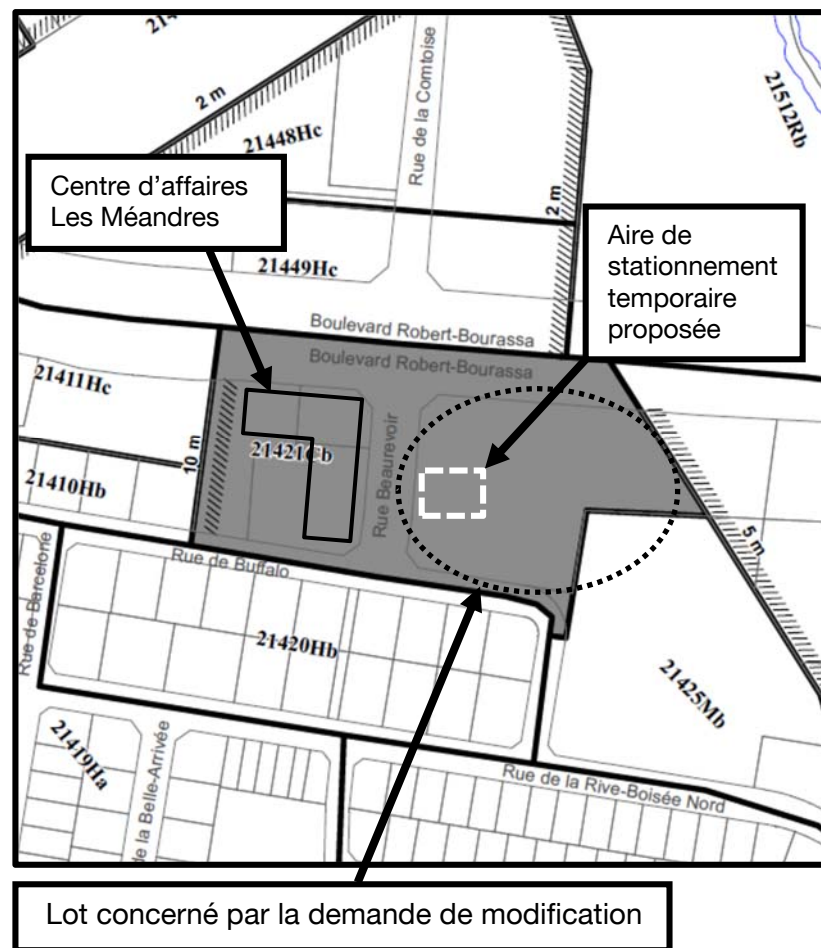 2 m
21448Hc
Rue de la Comtoise
21512Rb
Centre d'affaires
Les Méandres
2 m
Aire de
stationnement
temporaire
proposée
21449Hc
Boulevard Robert-Bourassa
Boulevard Robert-Bourassa
21411Hc
10 m
21421Cb
Rue Beaurevoir
21410Hb
5 m
Rue de Buffalo
Rue de Barcelone
21420Hb
21425Mb
21419Ha
de la Belle-Arrivée
Rue de la Rive-Boisée Nord
Lot concerné par la demande de modification